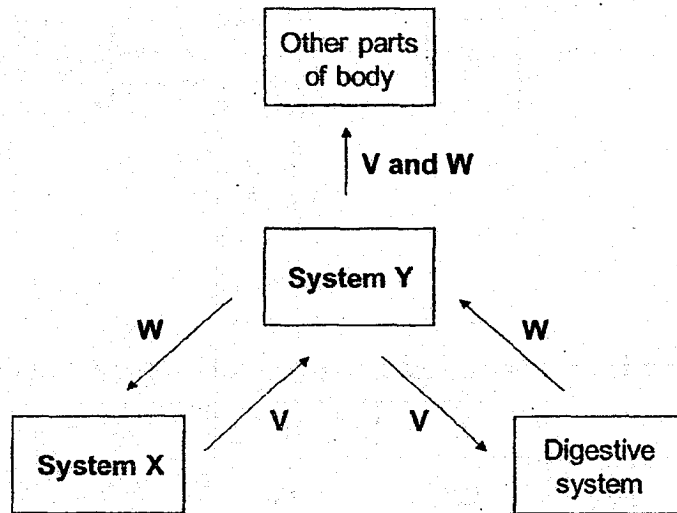 Other parts
of body
V and W
System Y
W
W
V
V
System X
Digestive
system